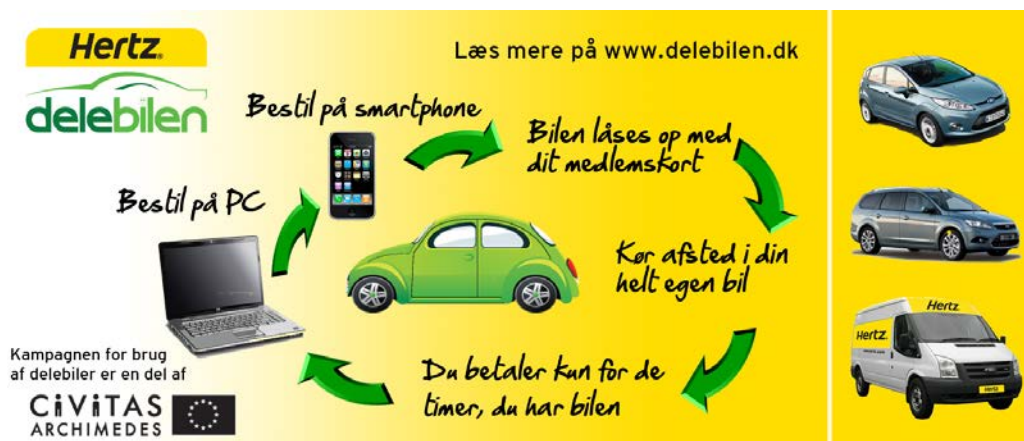 Hertz
delebilen
Læs mere på www.delebilen.dk
Bestil på smartphone
Bilen låses op med
dit medlemskort
Bestil på PC
Kør afsted i din
helt egen bil
Du betaler kun for de
timer, du har bilen
Kampagnen for brug
af delebiler er en del af
CiViTAS
ARCHIMEDES
Hertz
Hertz
Hertz